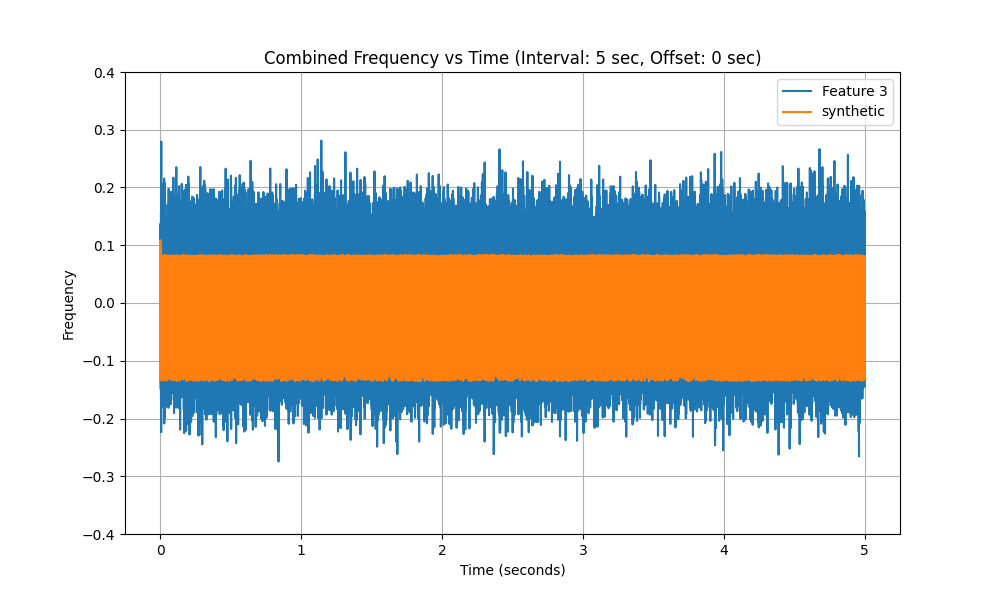 Combined Frequency vs Time (Interval: 5 sec, Offset: 0 sec)
Feature 3
synthetic
Frequency
0.4
0.3
0.2
0.1
0.0
−0.1
−0.2
−0.3
−0.4
0 1 2 3 4 5
Time (seconds)